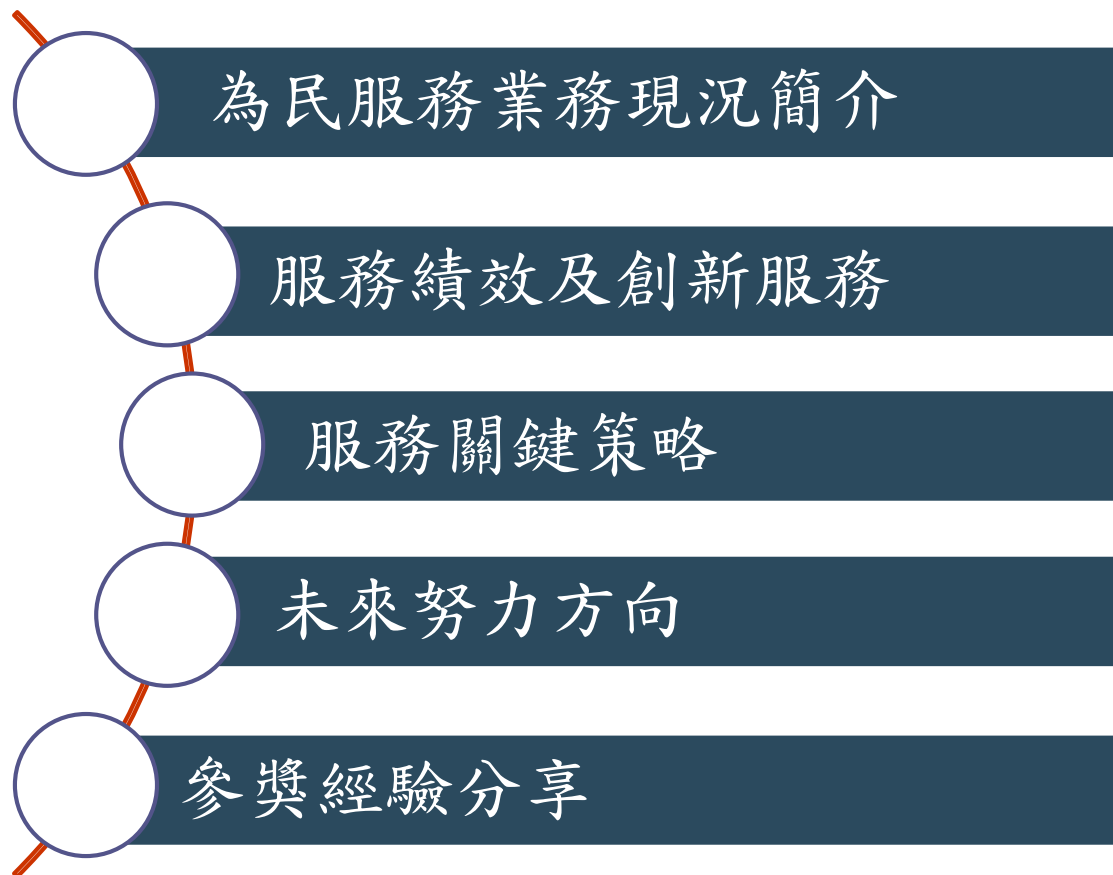 為民服務業務現況簡介
服務績效及創新服務
服務關鍵策略
未來努力方向
參獎經驗分享